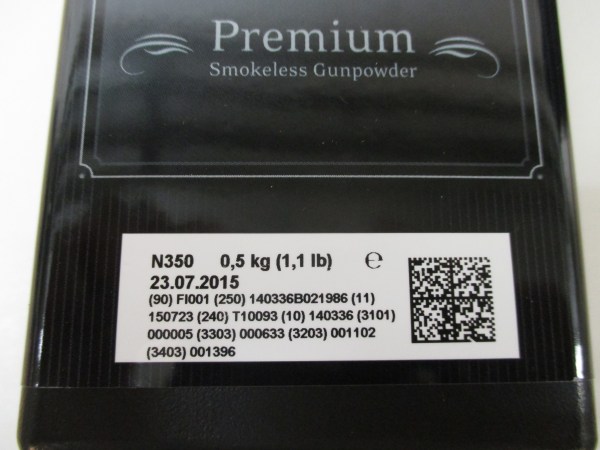 Premium
Smokeless Gunpowder
N350 0,5 kg (1,1 lb) ℮
23.07.2015
(90) FI001 (250) 140336B021986 (11)
150723 (240) T10093 (10) 140336 (3101)
000005 (3303) 000633 (3203) 001102
(3403) 001396